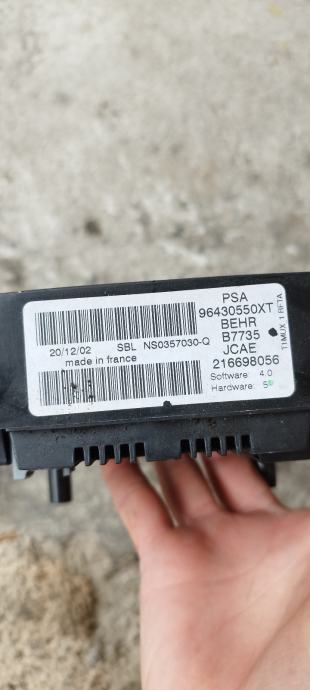 PSA
96430550XT
BEHR
B7735
JCAE
216698056
Software: 4.0
Hardware: 5
20/12/02 SBL NS0357030-Q
made in france